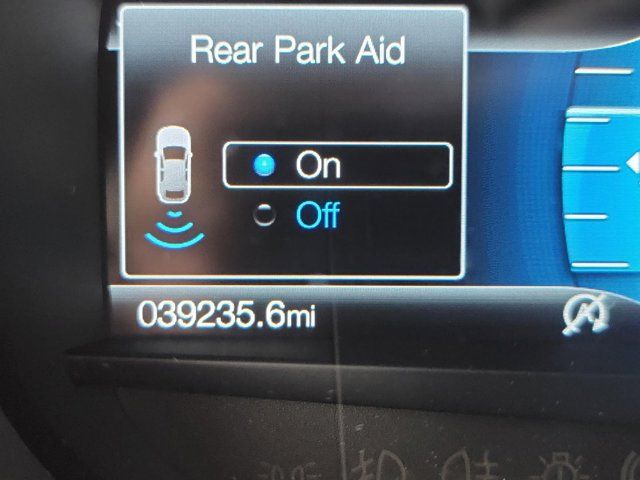 Rear Park Aid
On
Off
039235.6mi